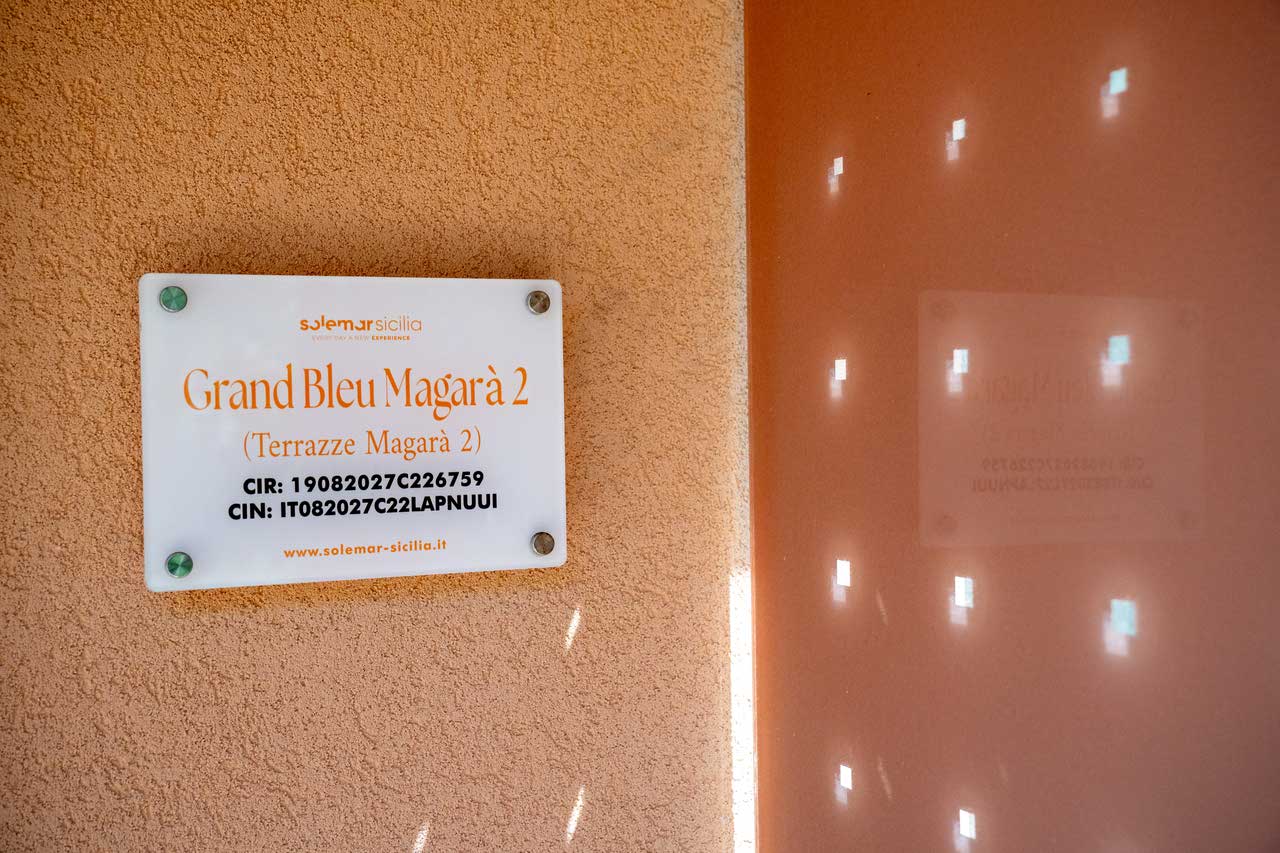 solemarsicilia
EVERY DAY A NEW EXPERIENCE
Grand Bleu Magarà 2
(Terrazze Magarà 2)
CIR: 19082027C226759
CIN: IT082027C22LAPNUUI
www.solemar-sicilia.it